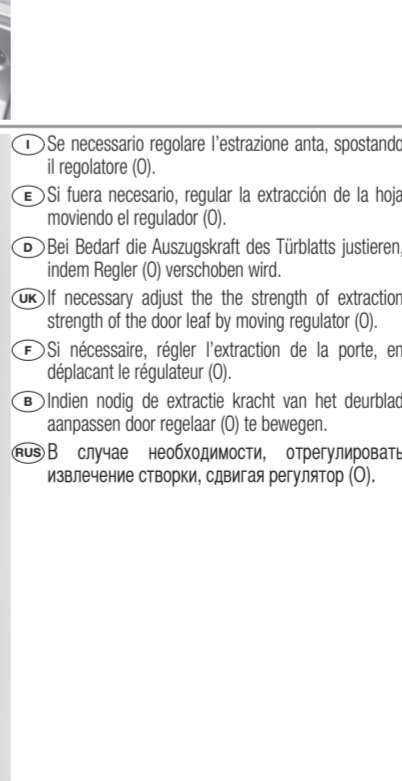 I Se necessario regolare l'estrazione anta, spostando
il regolatore (O).
E Si fuera necesario, regular la extracción de la hoja
moviendo el regulador (O).
D Bei Bedarf die Auszugskraft des Türblatts justieren,
indem Regler (O) verschoben wird.
UK If necessary adjust the the strength of extraction
strength of the door leaf by moving regulator (O).
F Si nécessaire, régler l'extraction de la porte, en
déplacant le régulateur (O).
B Indien nodig de extractie kracht van het deurblad
aanpassen door regelaar (O) te bewegen.
RUS В случае необходимости, отрегулировать
извлечение створки, сдвигая регулятор (О).